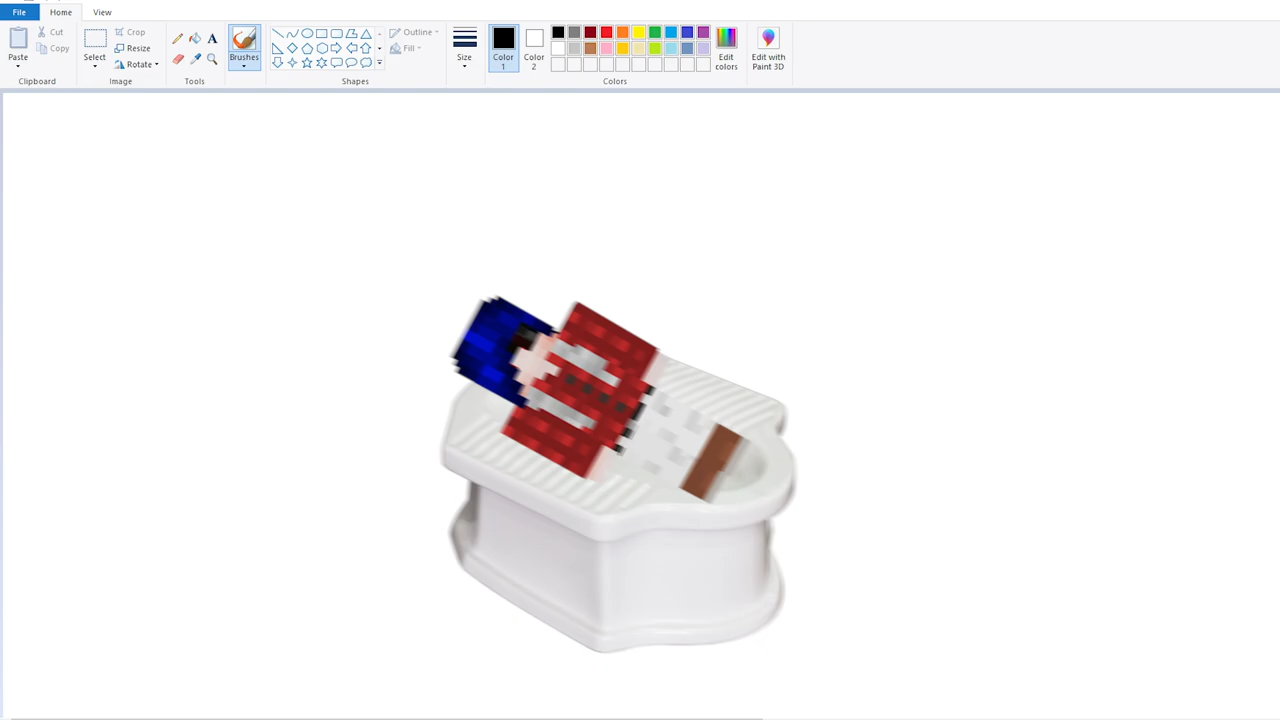 File Home View
Paste
Cut
Copy
Clipboard
Select
Crop
Resize
Rotate
Image
A
Tools
Brushes
Outline
Fill
Shapes
Size
Color
1
Color
2
Edit
colors
Colors
Edit with
Paint 3D